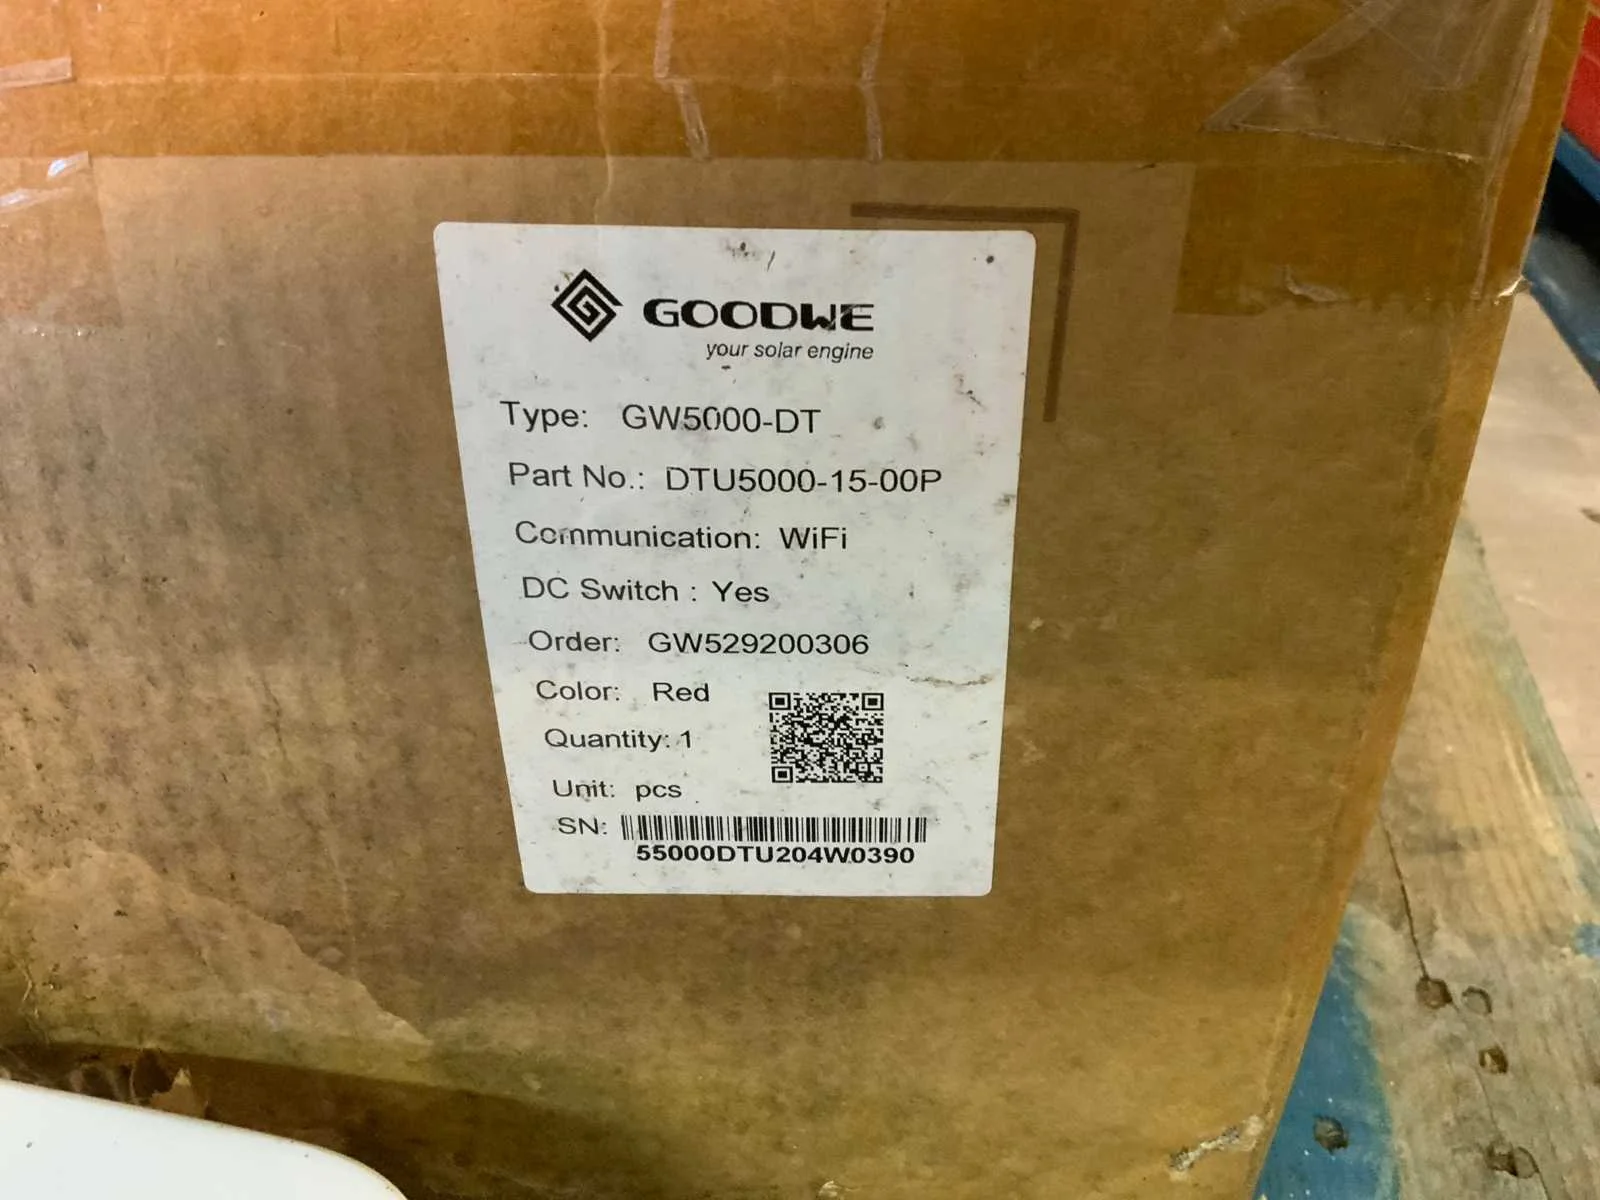 GOODWE
your solar engine
Type: GW5000-DT
Part No.: DTU5000-15-00P
Communication: WiFi
DC Switch : Yes
Order: GW529200306
Color: Red
Quantity: 1
Unit: pcs
SN:
55000DTU204W0390